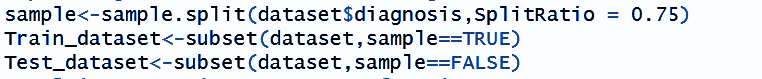 sample<-sample.split(dataset$diagnosis,SplitRatio = 0.75)
Train_dataset<-subset(dataset,sample==TRUE)
Test_dataset<-subset(dataset,sample==FALSE)